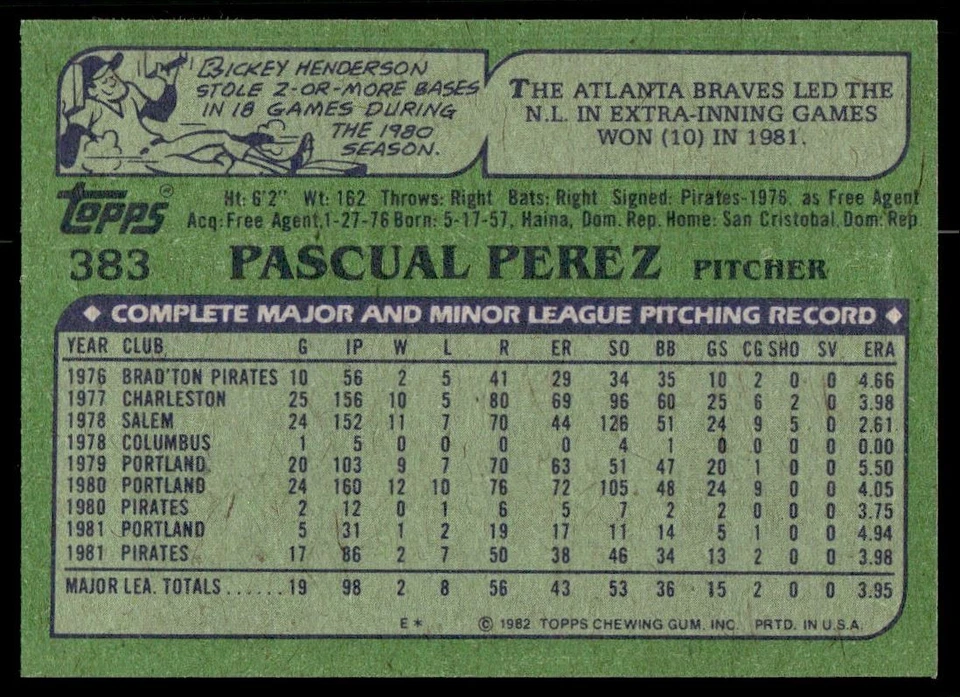 RICKEY HENDERSON
STOLE 2-OR-MORE BASES
IN 18 GAMES DURING
THE 1980
SEASON.
THE ATLANTA BRAVES LED THE
N.L. IN EXTRA-INNING GAMES
WON (10) IN 1981.
Topps®
Ht: 6'2" Wt: 162 Throws: Right Bats: Right Signed: Pirates-1976, as Free Agent
Acq: Free Agent, 1-27-76 Born: 5-17-57, Haina, Dom. Rep. Home: San Cristobal, Dom. Rep
383 PASCUAL PEREZ PITCHER
COMPLETE MAJOR AND MINOR LEAGUE PITCHING RECORD
YEAR CLUB G IP W L R ER SO BB GS CG SHO SV ERA
1976 BRAD'TON PIRATES 10 56 2 5 41 29 34 35 10 2 0 0 4.66
1977 CHARLESTON 25 156 10 5 80 69 96 60 25 6 2 0 3.98
1978 SALEM 24 152 11 7 70 44 126 51 24 9 5 0 2.61
1978 COLUMBUS 1 5 0 0 0 0 4 1 0 0 0 0 0.00
1979 PORTLAND 20 103 9 7 70 63 51 47 20 1 0 0 5.50
1980 PORTLAND 24 160 12 10 76 72 105 48 24 9 0 0 4.05
1980 PIRATES 2 12 0 1 6 5 7 2 2 0 0 0 3.75
1981 PORTLAND 5 31 1 2 19 17 11 14 5 1 0 0 4.94
1981 PIRATES 17 86 2 7 50 38 46 34 13 2 0 0 3.98
MAJOR LEA. TOTALS ...... 19 98 2 8 56 43 53 36 15 2 0 0 3.95
E* © 1982 TOPPS CHEWING GUM, INC. PRTD. IN U.S.A.